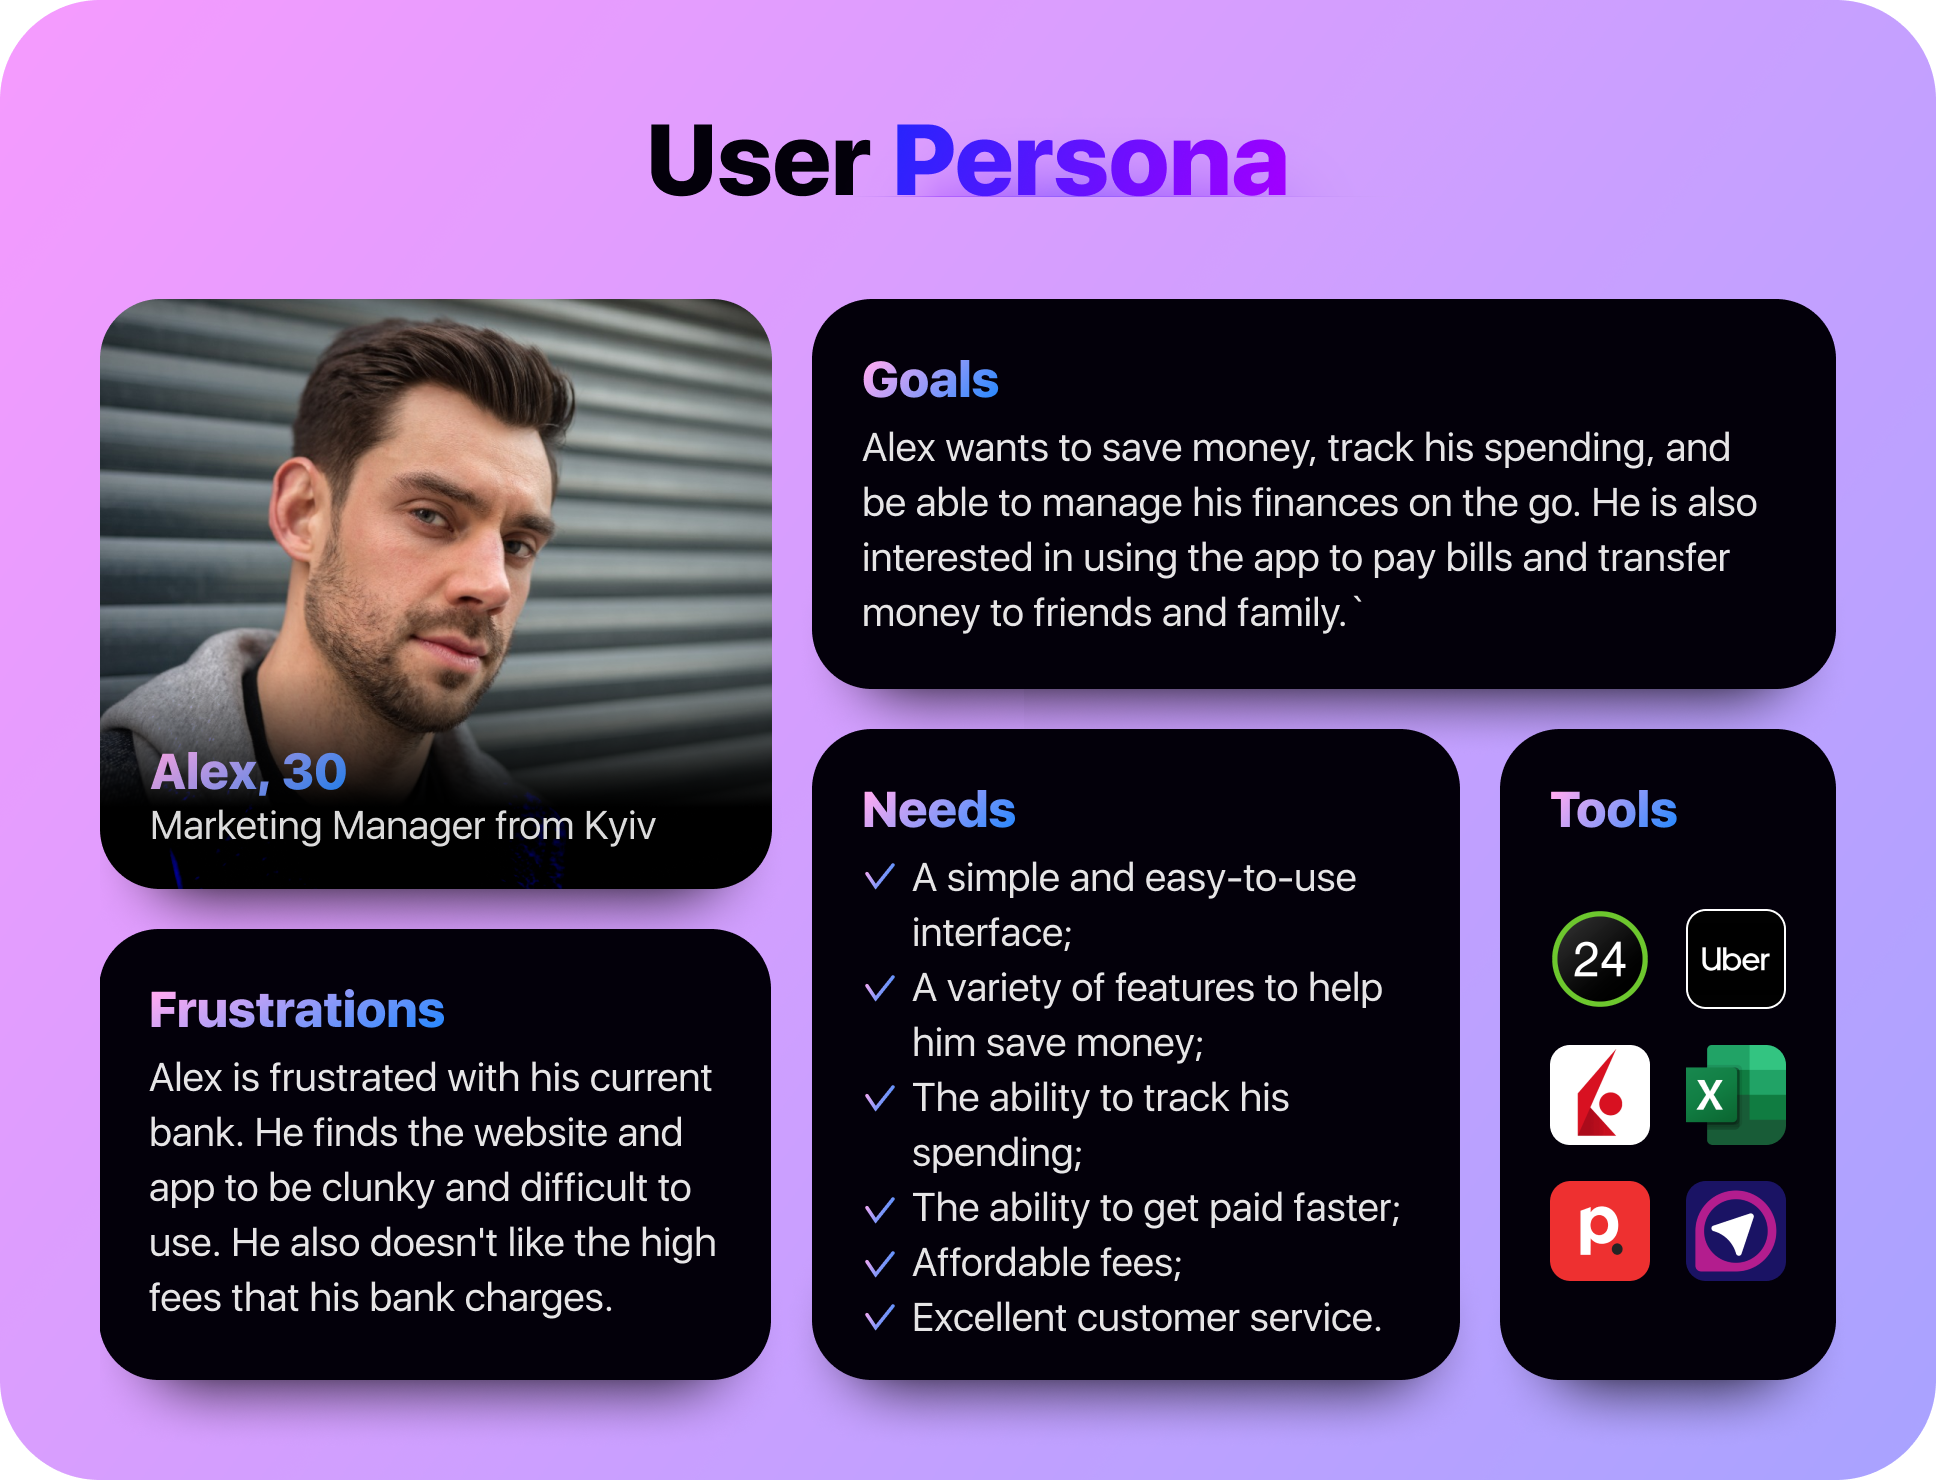 User Persona
Alex, 30
Marketing Manager from Kyiv
Goals
Alex wants to save money, track his spending, and
be able to manage his finances on the go. He is also
interested in using the app to pay bills and transfer
money to friends and family.`
Frustrations
Alex is frustrated with his current
bank. He finds the website and
app to be clunky and difficult to
use. He also doesn't like the high
fees that his bank charges.
Needs
A simple and easy-to-use
interface;
A variety of features to help
him save money;
The ability to track his
spending;
The ability to get paid faster;
Affordable fees;
Excellent customer service.
Tools
24
Uber
X
p.